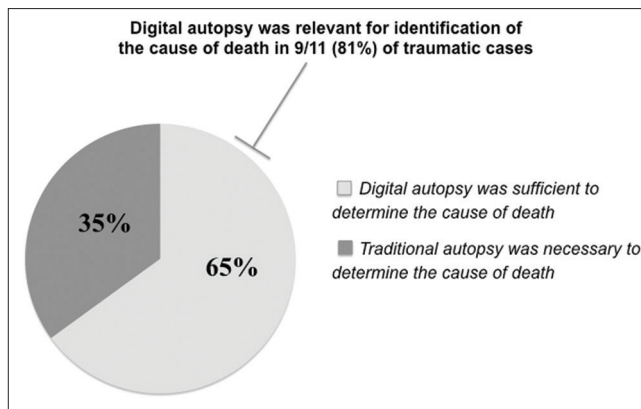 Digital autopsy was relevant for identification of
the cause of death in 9/11 (81%) of traumatic cases
35%
65%
Digital autopsy was sufficient to
determine the cause of death
Traditional autopsy was necessary to
determine the cause of death